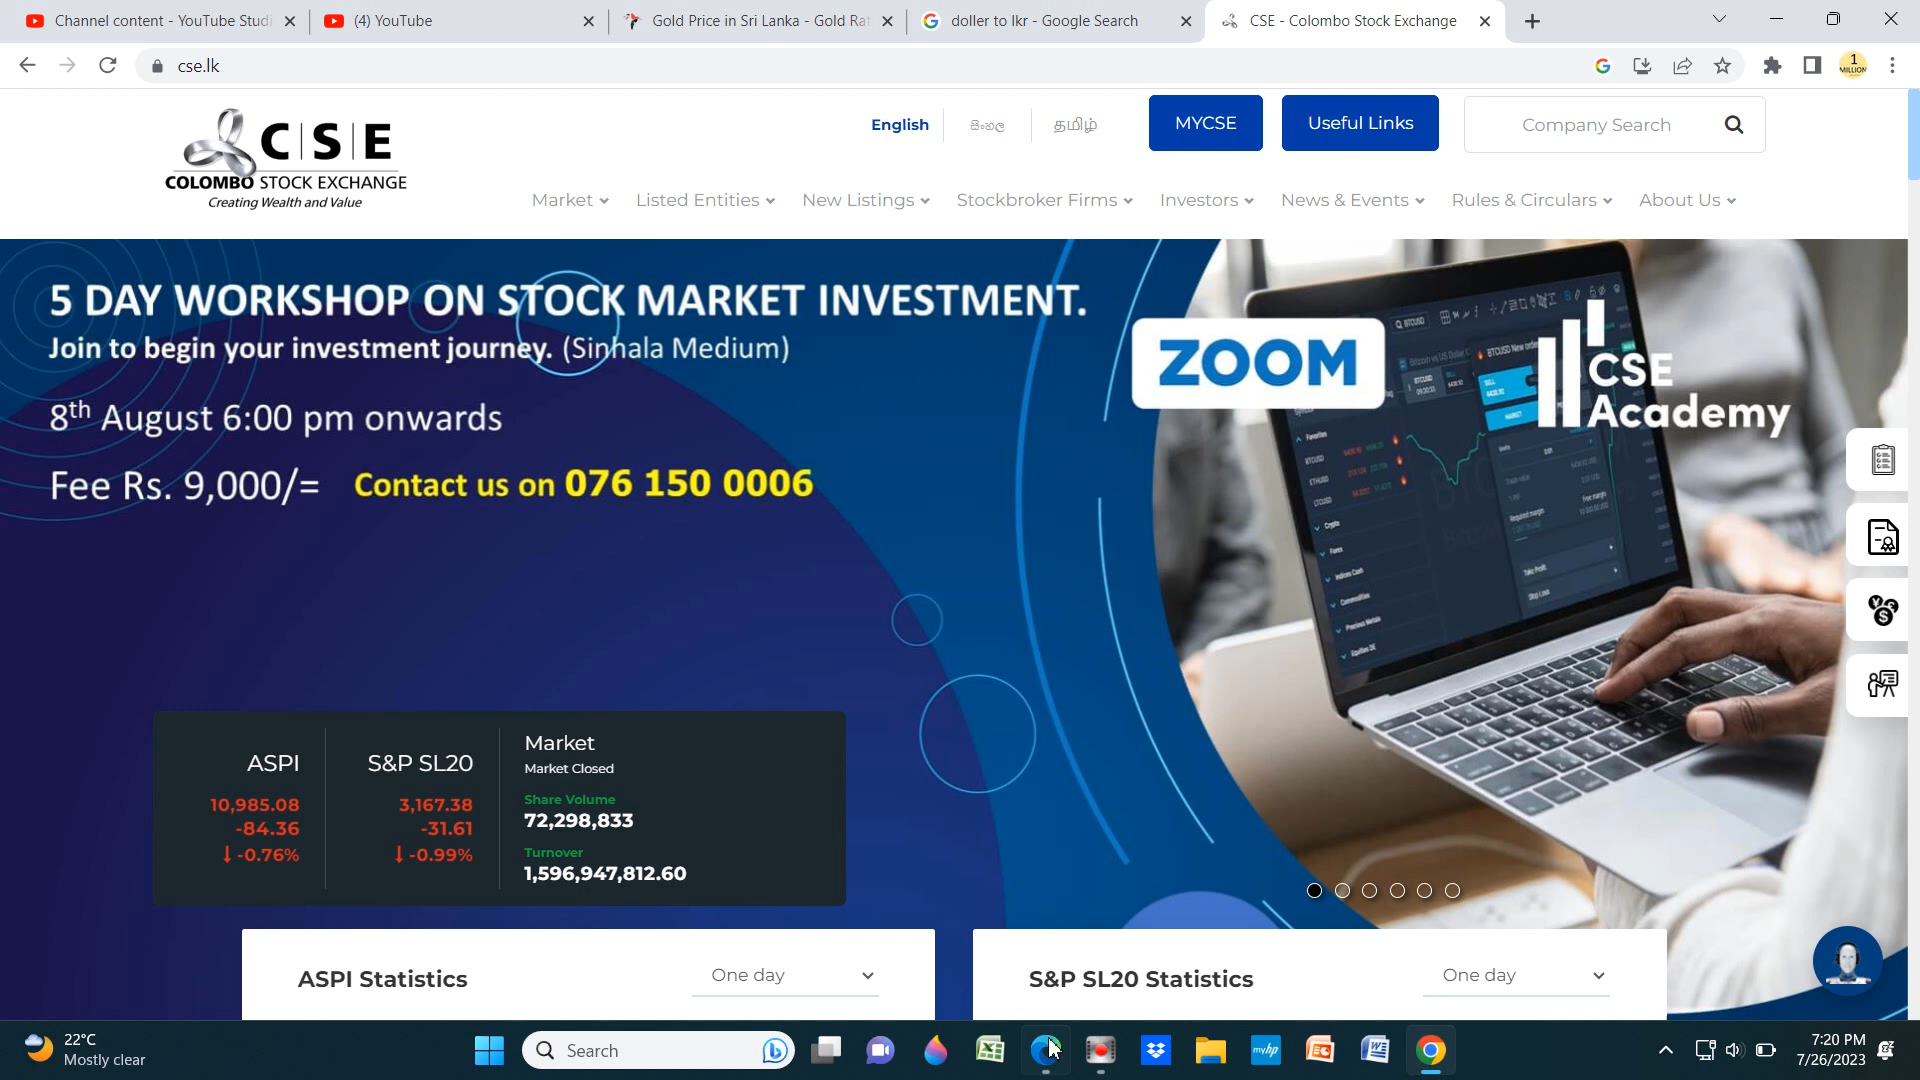 Channel content - YouTube Studi
(4) YouTube
Gold Price in Sri Lanka - Gold Rat
doller to lkr - Google Search
CSE - Colombo Stock Exchange
cse.lk
1 MILLION
C|S|E
COLOMBO STOCK EXCHANGE
Creating Wealth and Value
English
සිංහල
தமிழ்
MYCSE
Useful Links
Company Search
Market
Listed Entities
New Listings
Stockbroker Firms
Investors
News & Events
Rules & Circulars
About Us
5 DAY WORKSHOP ON STOCK MARKET INVESTMENT.
Join to begin your investment journey. (Sinhala Medium)
8th August 6:00 pm onwards
Fee Rs. 9,000/= Contact us on 076 150 0006
ZOOM
CSE
Academy
ASPI
10,985.08
-84.36
-0.76%
S&P SL20
3,167.38
-31.61
-0.99%
Market
Market Closed
Share Volume
72,298,833
Turnover
1,596,947,812.60
ASPI Statistics
One day
S&P SL20 Statistics
One day
22°C
Mostly clear
Search
myhp
7:20 PM
7/26/2023